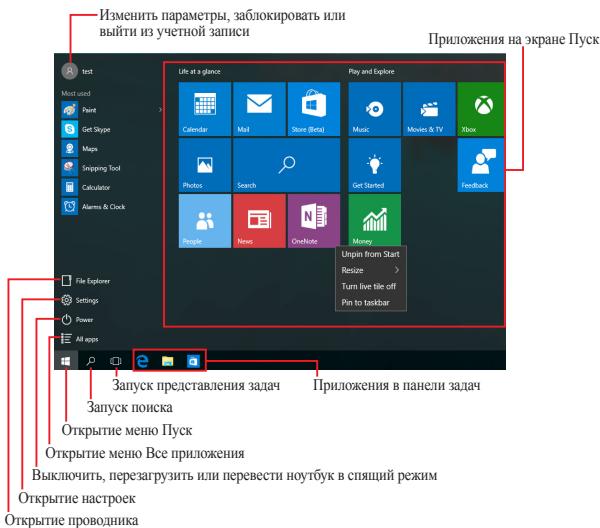 Изменить параметры, заблокировать или
выйти из учетной записи
Приложения на экране Пуск
test
Life at a glance
Play and Explore
Most used
Paint
Get Skype
Maps
Snipping Tool
Calculator
Alarms & Clock
Calendar
Mail
Store (Beta)
Music
Movies & TV
Xbox
Photos
Search
Get Started
Feedback
People
News
OneNote
Money
Unpin from Start
Resize
Turn live tile off
Pin to taskbar
File Explorer
Settings
Power
All apps
Запуск представления задач
Приложения в панели задач
Запуск поиска
Открытие меню Пуск
Открытие меню Все приложения
Выключить, перезагрузить или перевести ноутбук в спящий режим
Открытие настроек
Открытие проводника